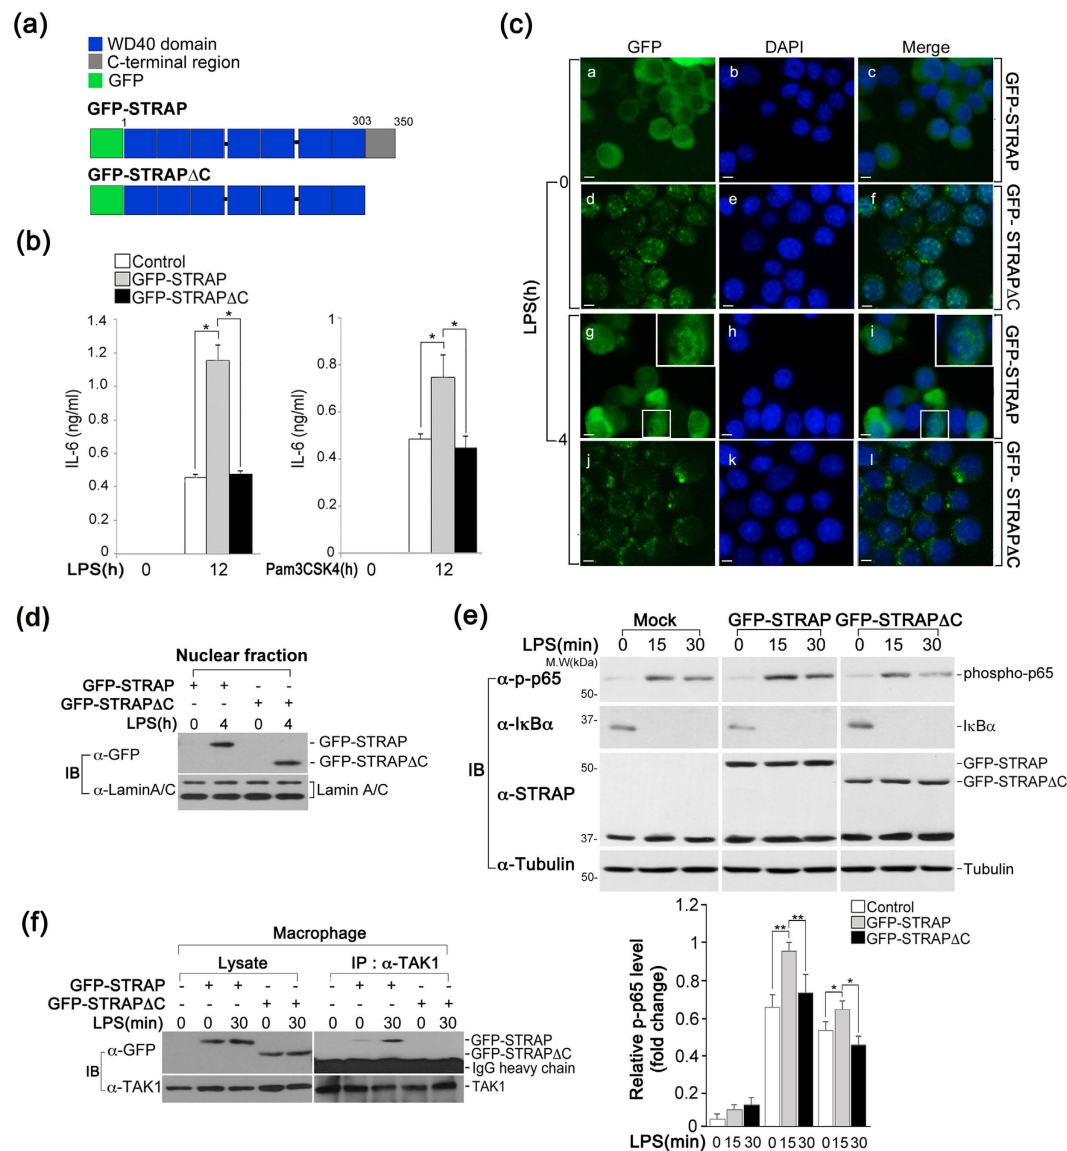 (a)
WD40 domain
C-terminal region
GFP
GFP-STRAP
1 303 350
GFP-STRAPΔC
(b)
Control
GFP-STRAP
GFP-STRAPΔC
IL-6 (ng/ml)
1.4
1.2
1.0
0.8
0.6
0.4
0.2
0
* *
LPS(h) 0 12
IL-6 (ng/ml)
1
0.8
0.6
0.4
0.2
0
* *
Pam3CSK4(h) 0 12
(c)
GFP DAPI Merge
LPS(h)
0
4
a b c GFP-STRAP
d e f GFP- STRAPΔC
g h i GFP-STRAP
j k l GFP- STRAPΔC
(d)
Nuclear fraction
GFP-STRAP + + - -
GFP-STRAPΔC - - + +
LPS(h) 0 4 0 4
IB
α-GFP
GFP-STRAP
GFP-STRAPΔC
α-LaminA/C Lamin A/C
(e)
Mock GFP-STRAP GFP-STRAPΔC
LPS(min) 0 15 30 0 15 30 0 15 30
M.W(kDa)
IB
α-p-p65 phospho-p65
50-
α-IκBα 37- IκBα
α-STRAP 50- GFP-STRAP
GFP-STRAPΔC
37-
α-Tubulin Tubulin
50-
Control
GFP-STRAP
GFP-STRAPΔC
Relative p-p65 level
(fold change)
1.2
1.0
0.8
0.6
0.4
0.2
0
** **
* *
LPS(min) 0 15 30 0 15 30 0 15 30
(f)
Macrophage
Lysate IP : α-TAK1
GFP-STRAP - + + - - - + + - -
GFP-STRAPΔC - - - + + - - - + +
LPS(min) 0 0 30 0 30 0 0 30 0 30
IB
α-GFP
GFP-STRAP
GFP-STRAPΔC
IgG heavy chain
α-TAK1 TAK1